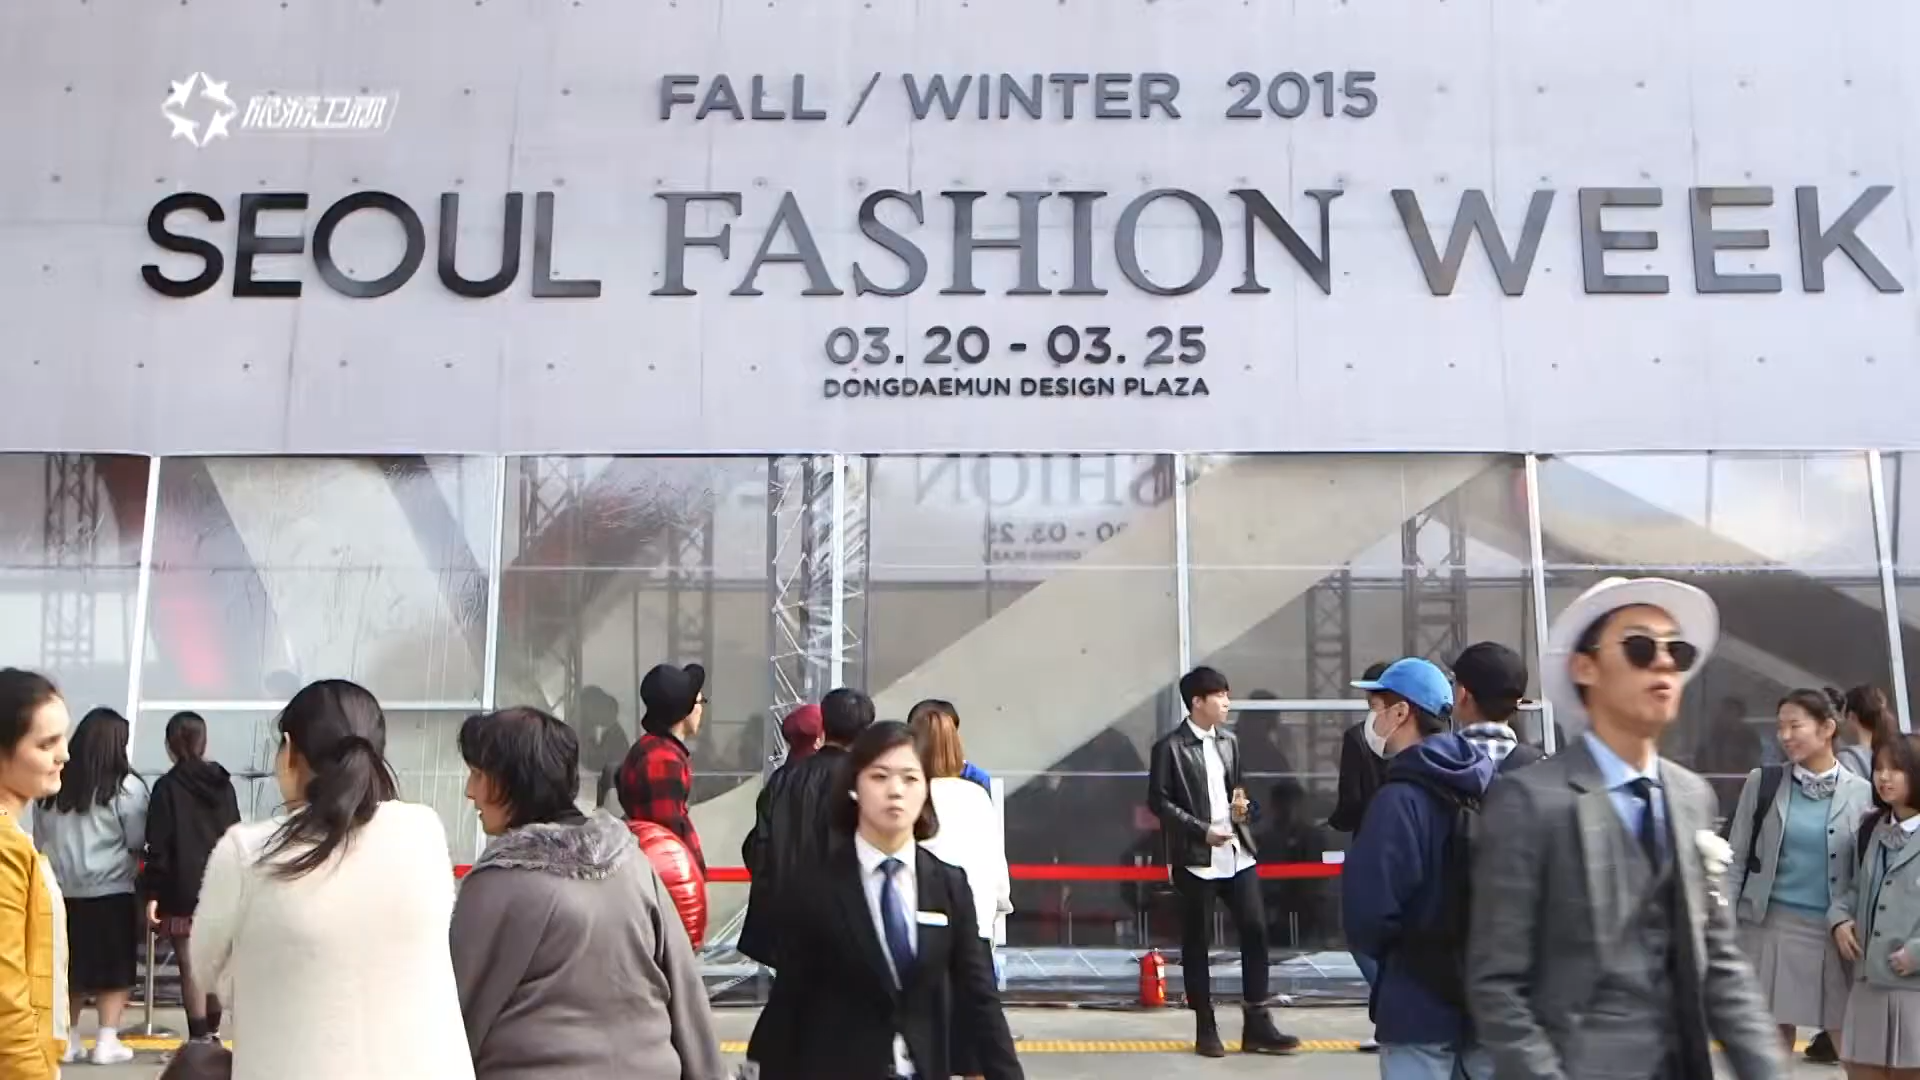 旅游卫视
FALL / WINTER 2015
SEOUL FASHION WEEK
03. 20 - 03. 25
DONGDAEMUN DESIGN PLAZA